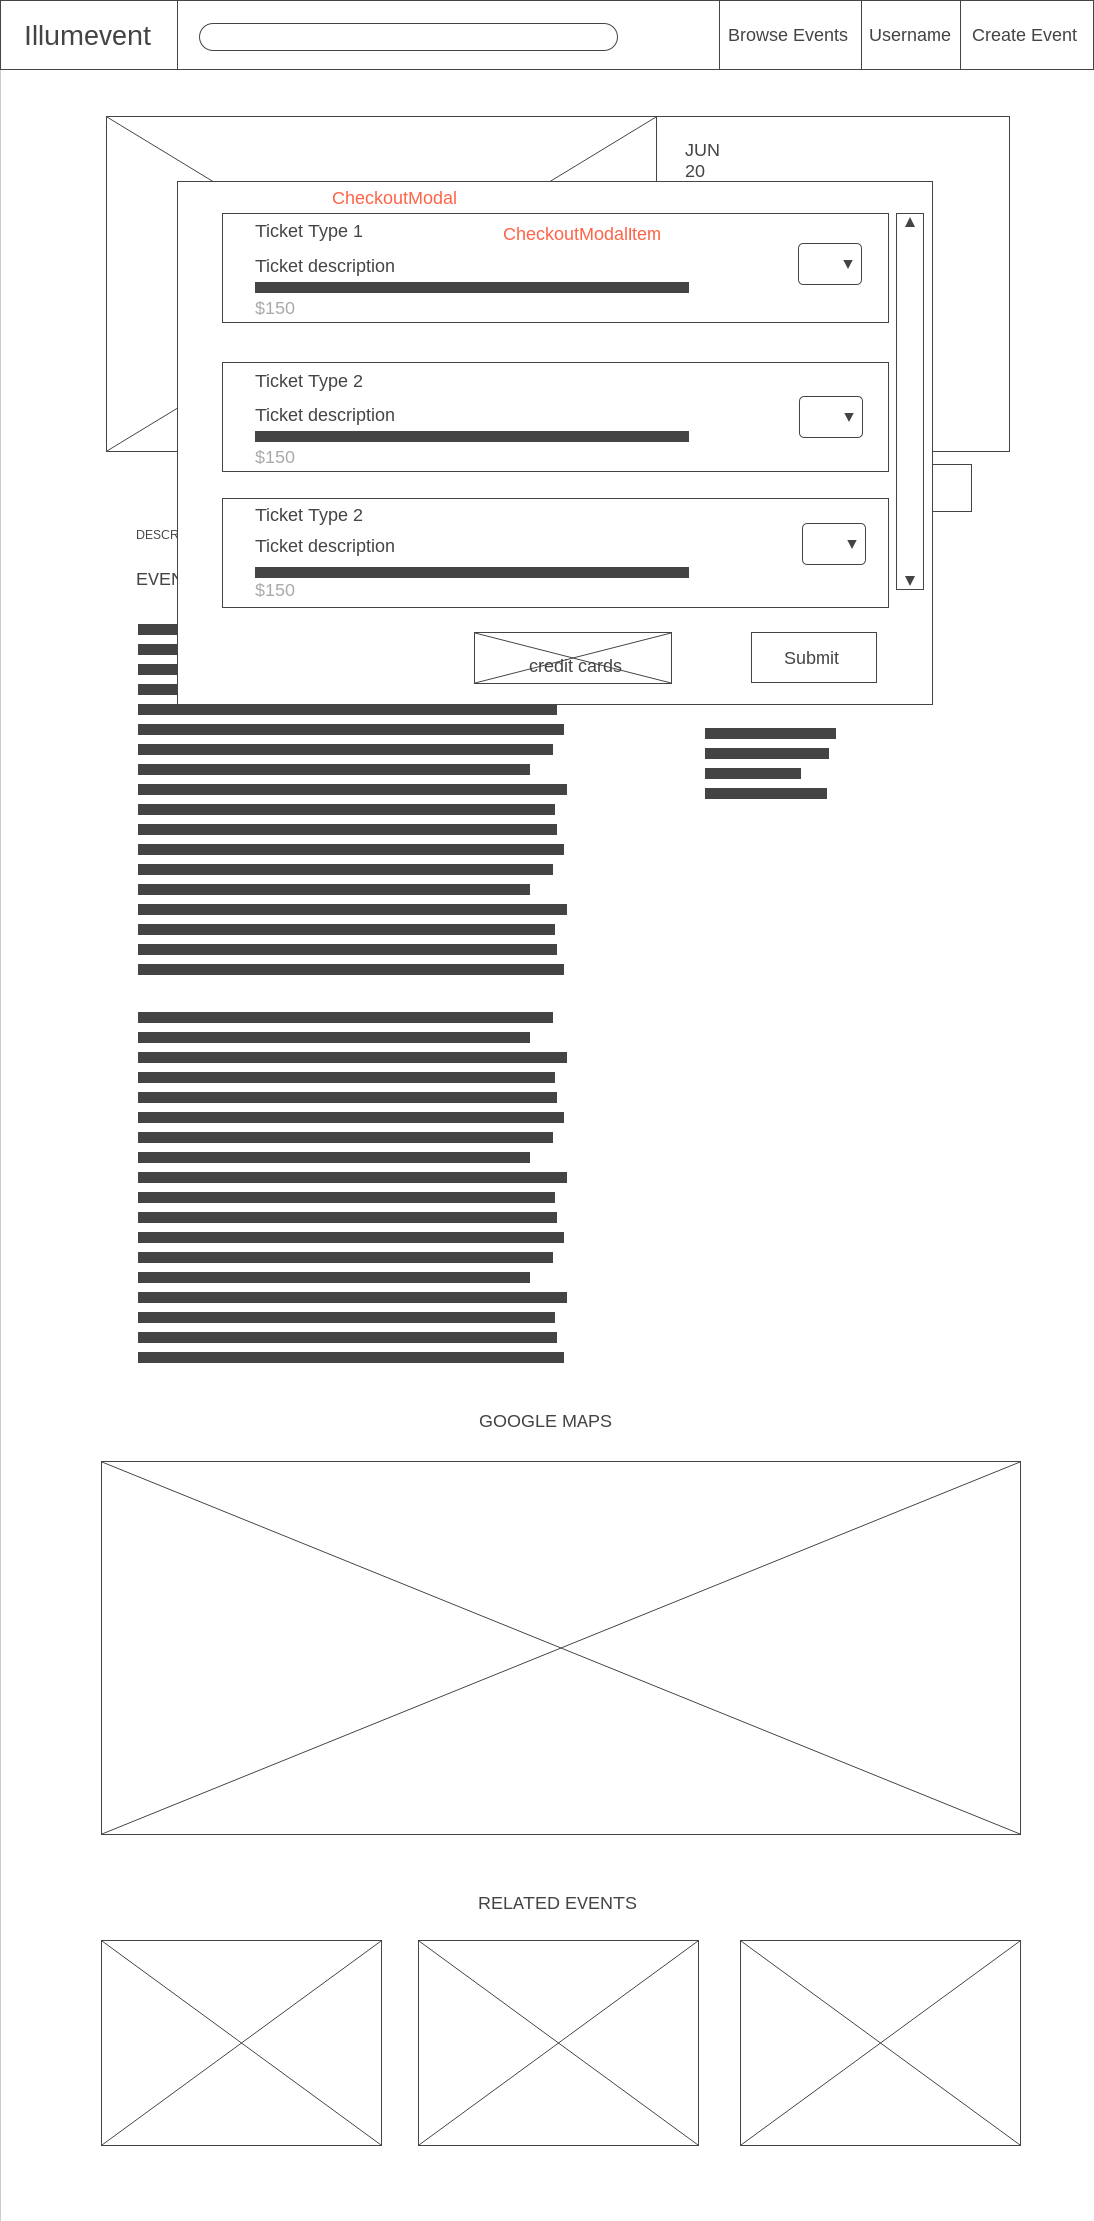 Illumevent
Browse Events
Username
Create Event
JUN
20
CheckoutModal
Ticket Type 1
CheckoutModalItem
Ticket description
$150
Ticket Type 2
Ticket description
$150
Ticket Type 2
Ticket description
$150
DESCR
EVEN
credit cards
Submit
GOOGLE MAPS
RELATED EVENTS